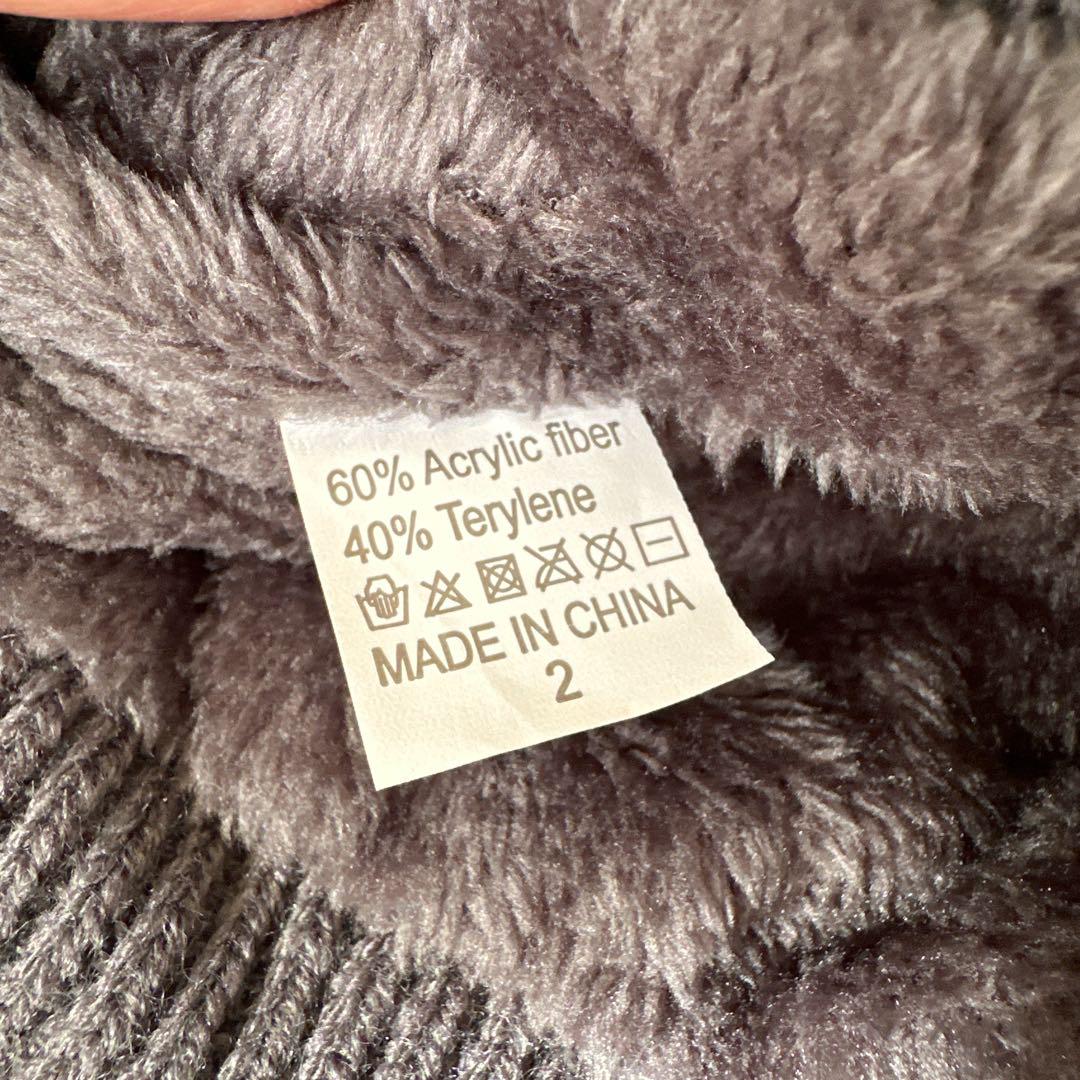 60% Acrylic fiber
40% Terylene
MADE IN CHINA
2